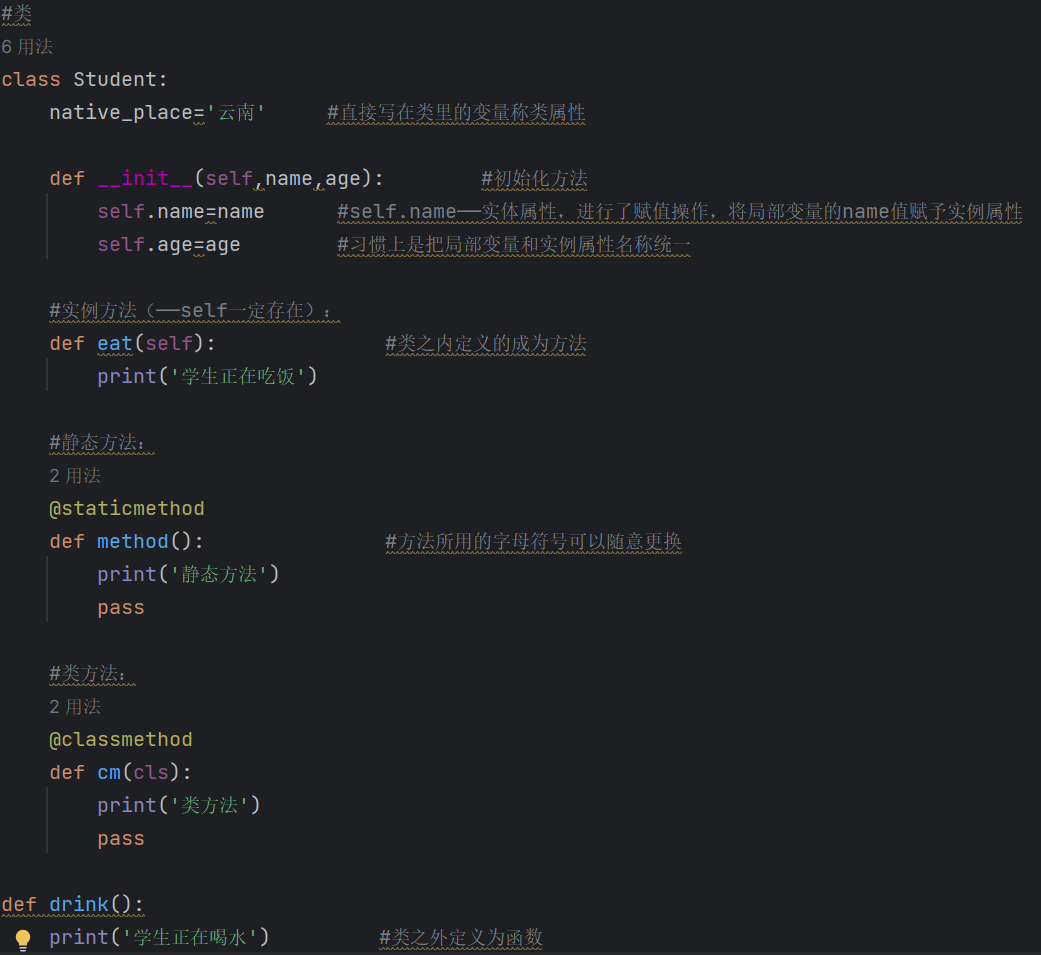 #类
6 用法
class Student:
    native_place='云南'     #直接写在类里的变量称类属性
    def __init__(self,name,age):        #初始化方法
        self.name=name      #self.name——实体属性，进行了赋值操作，将局部变量的name值赋予实例属性
        self.age=age        #习惯上是把局部变量和实例属性名称统一
    #实例方法（——self一定存在）：
    def eat(self):              #类之内定义的成为方法
        print('学生正在吃饭')
    #静态方法：
    2 用法
    @staticmethod
    def method():               #方法所用的字母符号可以随意更换
        print('静态方法')
        pass
    #类方法：
    2 用法
    @classmethod
    def cm(cls):
        print('类方法')
        pass
def drink():
    print('学生正在喝水')         #类之外定义为函数